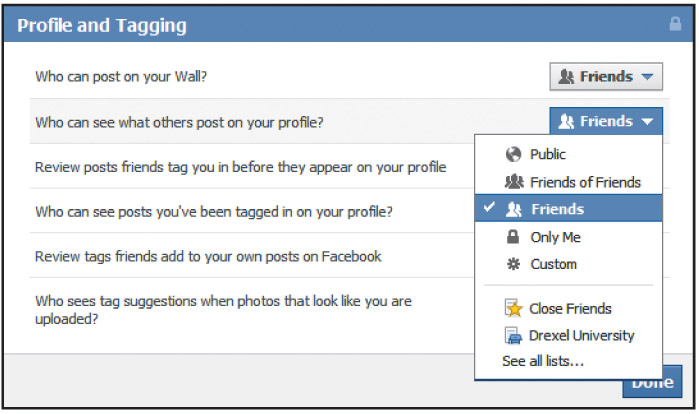 Profile and Tagging
Who can post on your Wall?
Friends
Who can see what others post on your profile?
Friends
Review posts friends tag you in before they appear on your profile
Who can see posts you've been tagged in on your profile?
Review tags friends add to your own posts on Facebook
Who sees tag suggestions when photos that look like you are
uploaded?
Public
Friends of Friends
Friends
Only Me
Custom
Close Friends
Drexel University
See all lists...
Done